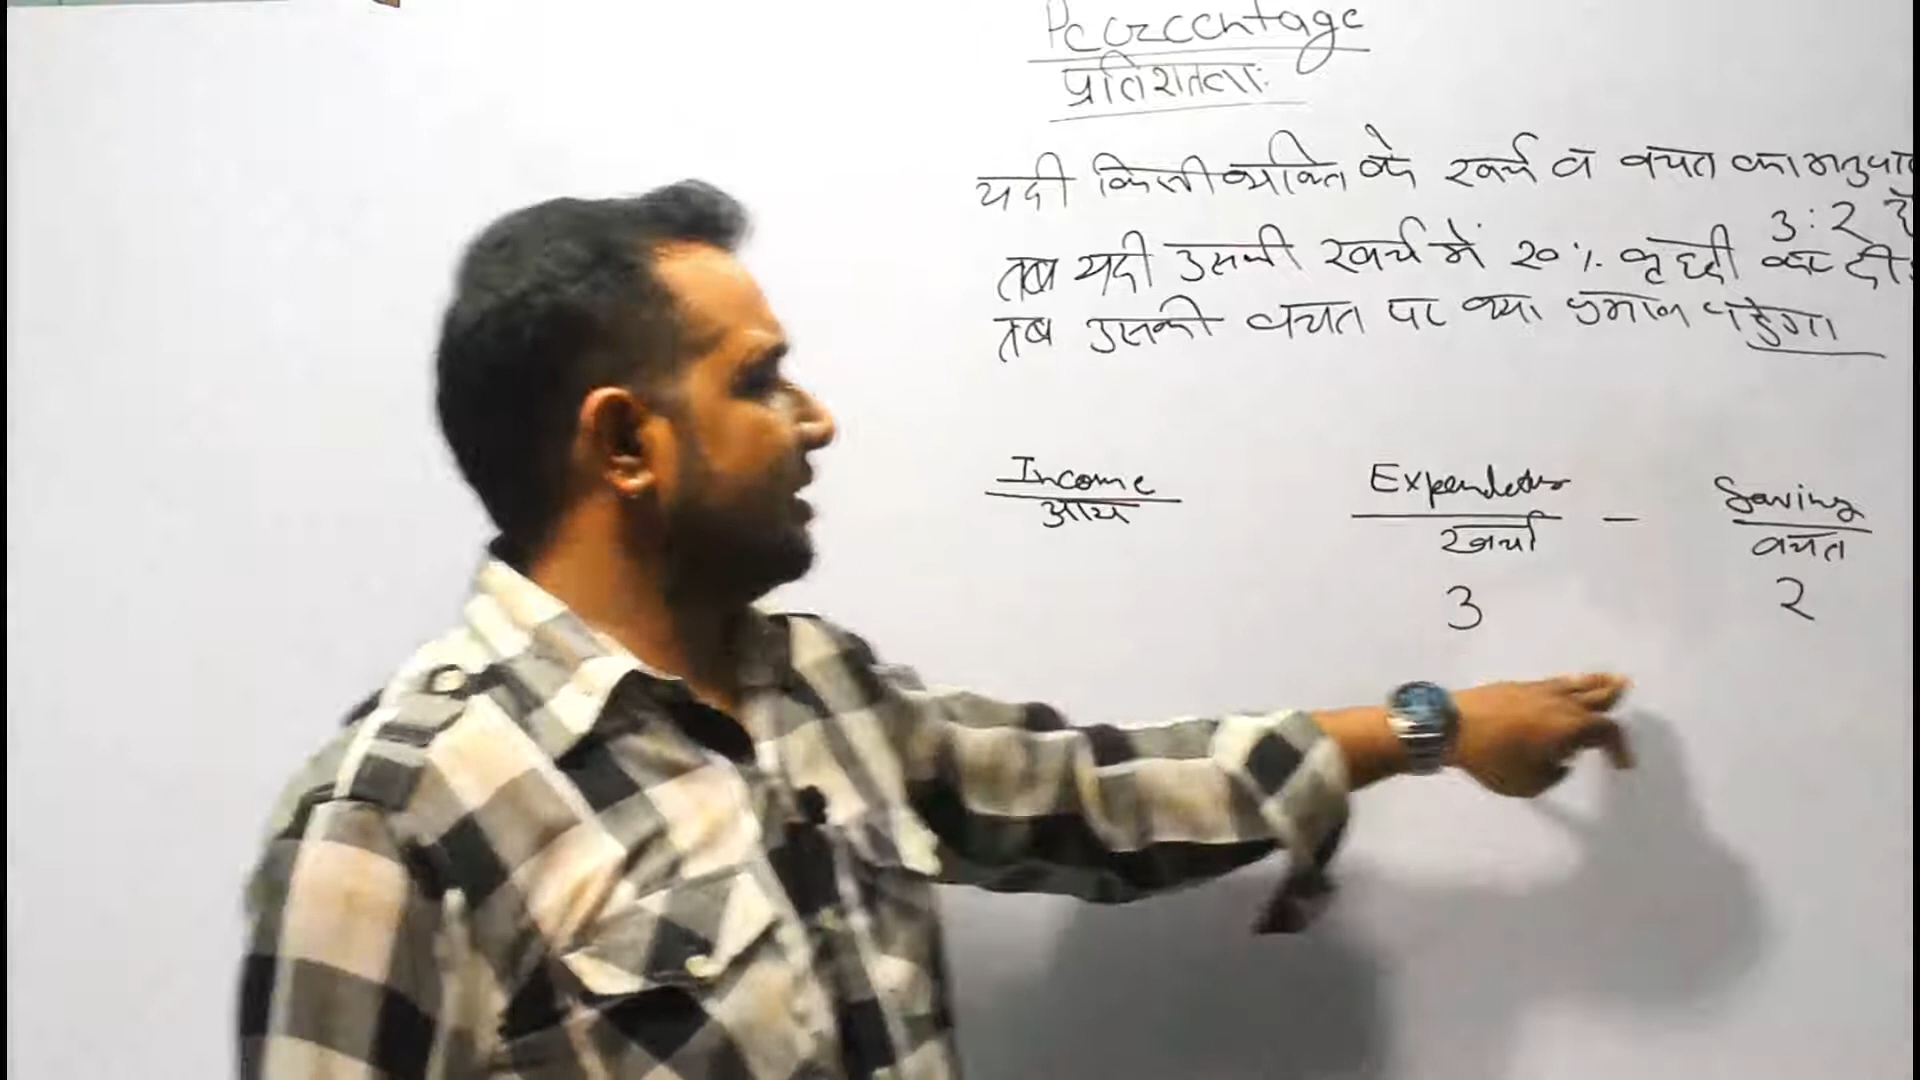 Percentage
प्रतिशतता:
यदी किसी व्यक्ति के खर्च व बचत का अनुपात
3:2 है
तब यदी उसकी खर्च में 20% वृद्दी कर दी
तब उसकी बचत पर क्या प्रभाव पड़ेगा
Income Expenditure - Saving
आय खर्चा बचत
3 2